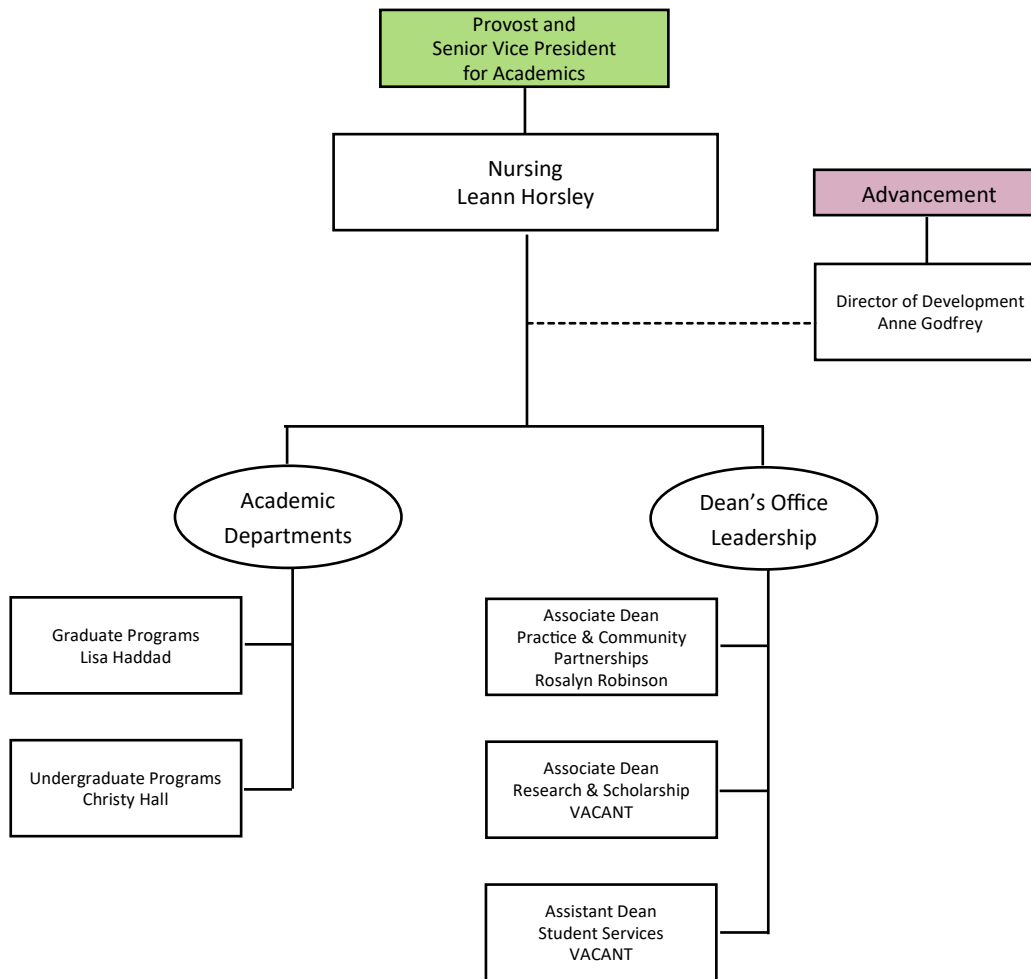 Provost and
Senior Vice President
for Academics
Nursing
Leann Horsley
Advancement
Director of Development
Anne Godfrey
Academic
Departments
Dean’s Office
Leadership
Graduate Programs
Lisa Haddad
Associate Dean
Practice & Community
Partnerships
Rosalyn Robinson
Undergraduate Programs
Christy Hall
Associate Dean
Research & Scholarship
VACANT
Assistant Dean
Student Services
VACANT